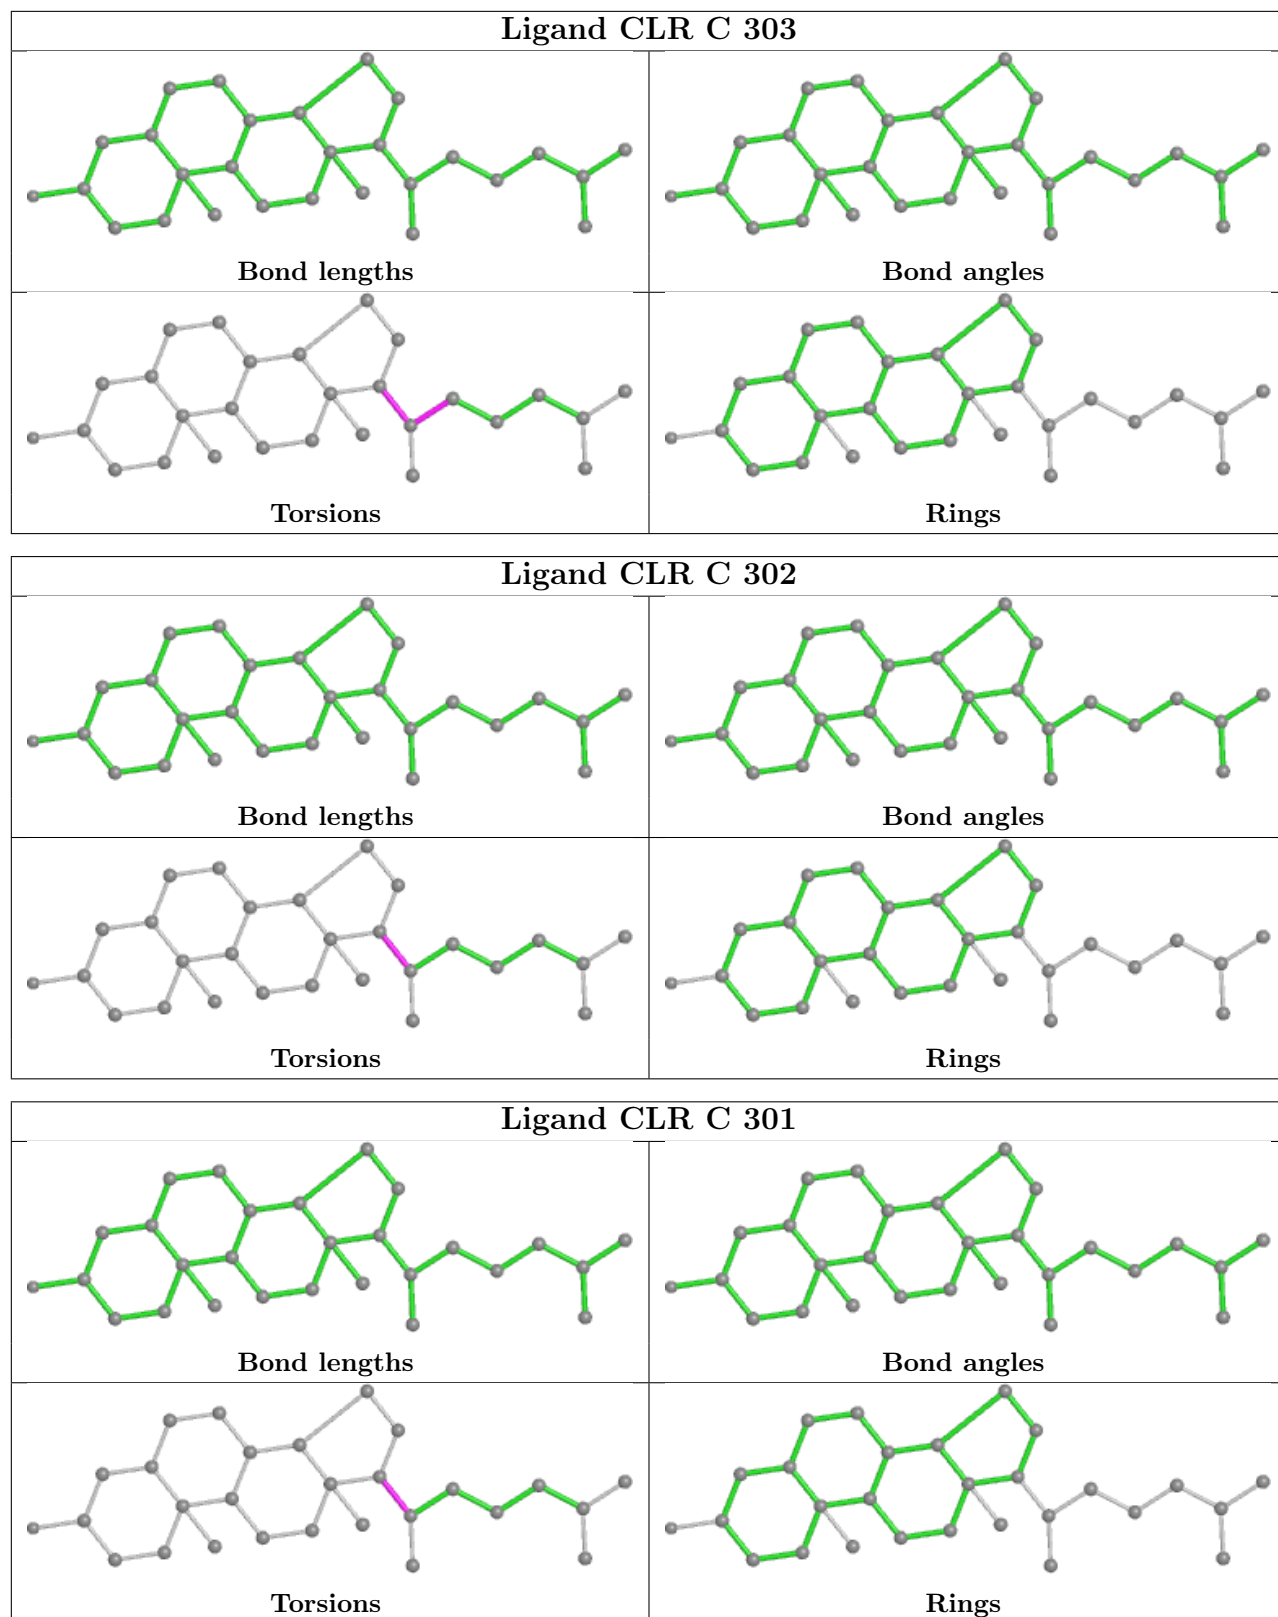 Ligand CLR C 303
Bond lengths
Bond angles
Torsions
Rings
Ligand CLR C 302
Bond lengths
Bond angles
Torsions
Rings
Ligand CLR C 301
Bond lengths
Bond angles
Torsions
Rings